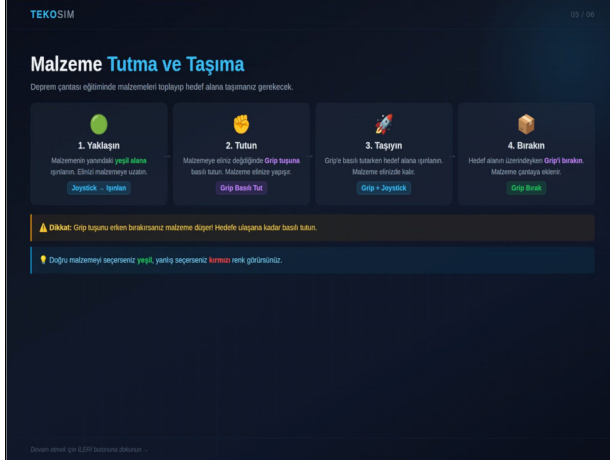 TEKOSIM
05 / 06
Malzeme Tutma ve Taşıma
Deprem çantası eğitiminde malzemeleri toplayıp hedef alana taşımanız gerekecek.
1. Yaklaşın
Malzemenin yanındaki yeşil alana
ışınlanın. Elinizi malzemeye uzatın.
Joystick → Işınlan
2. Tutun
Malzemeye eliniz değdiğinde Grip tuşuna
basılı tutun. Malzeme elinize yapışır.
Grip Basılı Tut
3. Taşıyın
Grip'e basılı tutarken hedef alana ışınlanın.
Malzeme elinizde kalır.
Grip + Joystick
4. Bırakın
Hedef alanın üzerindeyken Grip'i bırakın.
Malzeme çantaya eklenir.
Grip Bırak
Dikkat: Grip tuşunu erken bırakırsanız malzeme düşer! Hedefe ulaşana kadar basılı tutun.
Doğru malzemeyi seçerseniz yeşil, yanlış seçerseniz kırmızı renk görürsünüz.
Devam etmek için İLERİ butonuna dokunun →